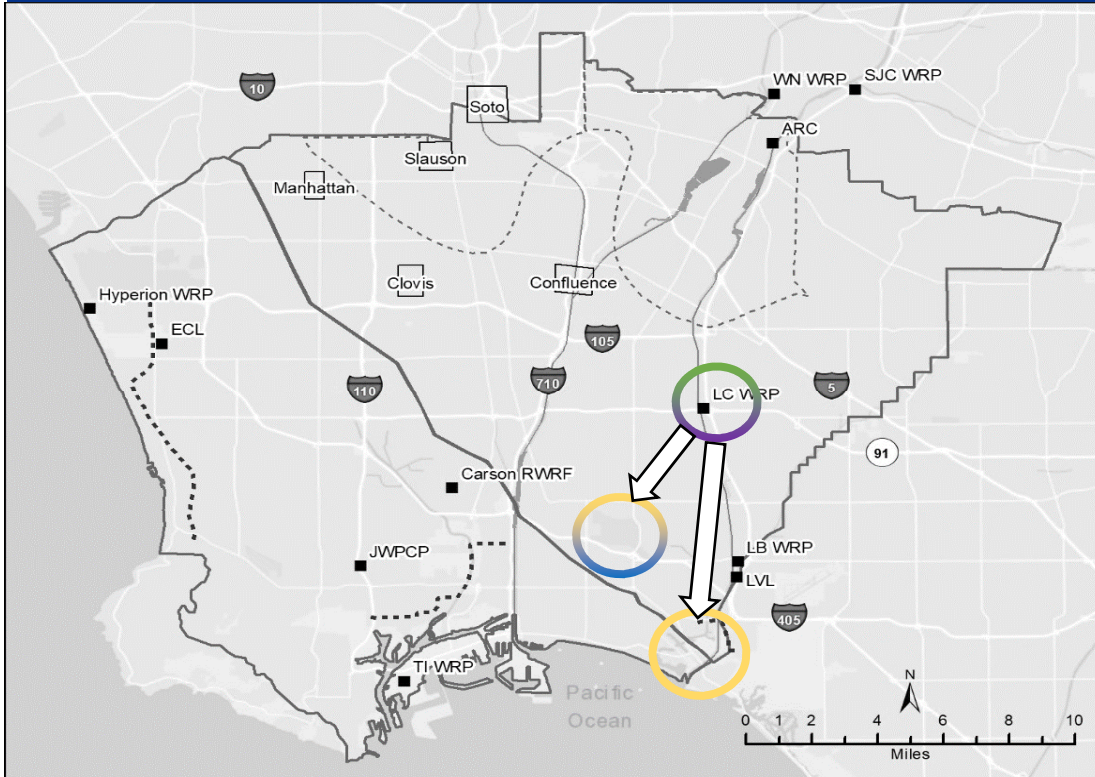 WN WRP
SJC WRP
10
Soto
ARC
Slauson
Manhattan
Clovis
Confluence
Hyperion WRP
ECL
105
110
710
5
LC WRP
91
Carson RWRF
JWPCP
LB WRP
LVL
405
TI WRP
Pacific
Ocean
N
0 1 2 4 6 8 10
Miles